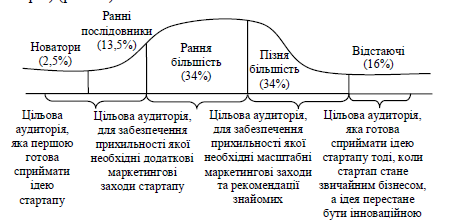 Новатори
(2,5%)
Ранні
послідовники
(13,5%)
Рання
більшість
(34%)
Пізня
більшість
(34%)
Відстаючі
(16%)
Цільова
аудиторія,
яка першою
готова
сприймати
ідею
стартапу
Цільова аудиторія,
для забезпечення
прихильності якої
необхідні додаткові
маркетингові
заходи стартапу
Цільова аудиторія,
для забезпечення
прихильності якої
необхідні масштабні
маркетингові заходи
та рекомендації
знайомих
Цільова аудиторія,
яка готова
сприймати ідею
стартапу тоді, коли
стартап стане
звичайним бізнесом,
а ідея перестане
бути інноваційною